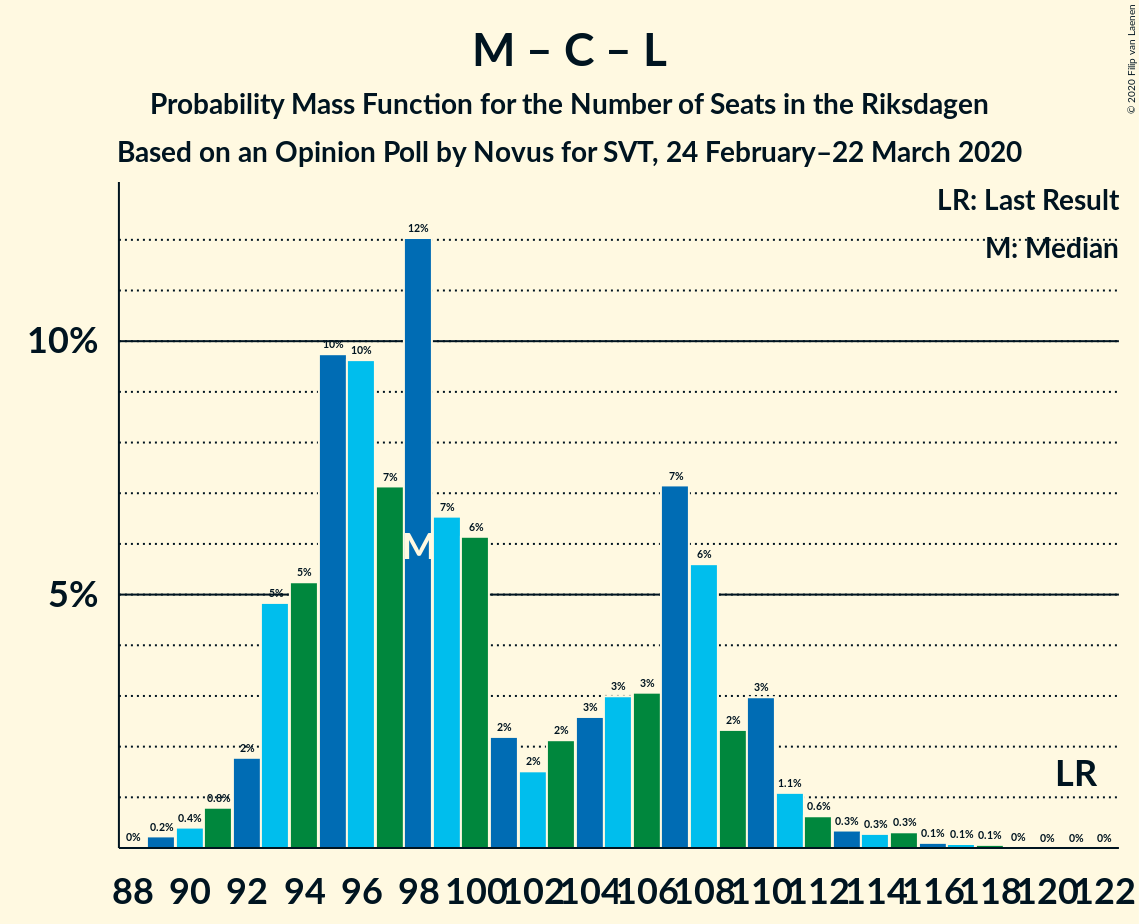 M – C – L
Probability Mass Function for the Number of Seats in the Riksdagen
Based on an Opinion Poll by Novus for SVT, 24 February–22 March 2020
© 2020 Filip van Laenen
LR: Last Result
M: Median
10%
5%
0% 0.2% 0.4% 0.8% 2% 5% 5% 10% 10% 7% 12% 7% 6% 2% 2% 2% 3% 3% 3% 7% 6% 2% 3% 1.1% 0.6% 0.3% 0.3% 0.3% 0.1% 0.1% 0.1% 0% 0% 0% 0%
M
LR
88 90 92 94 96 98 100 102 104 106 108 110 112 114 116 118 120 122